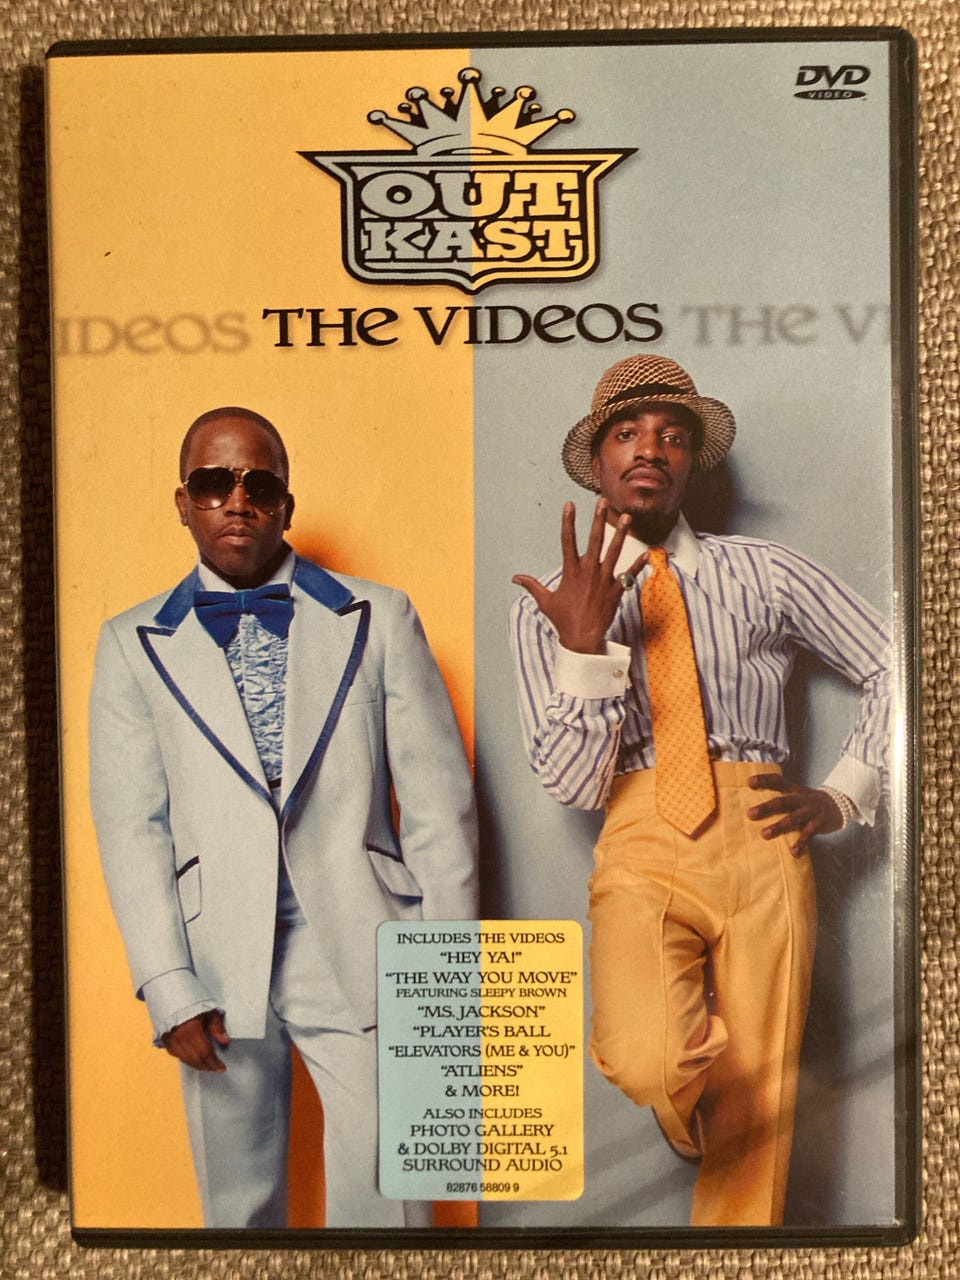 DVD
VIDEO
OUT
KAST
IDEOS THE VIDEOS THE V
INCLUDES THE VIDEOS
"HEY YA!"
"THE WAY YOU MOVE"
FEATURING SLEEPY BROWN
"MS. JACKSON"
"PLAYER'S BALL
"ELEVATORS (ME & YOU)"
"ATLIENS"
& MORE!
ALSO INCLUDES
PHOTO GALLERY
& DOLBY DIGITAL 5.1
SURROUND AUDIO
82876 58809 9